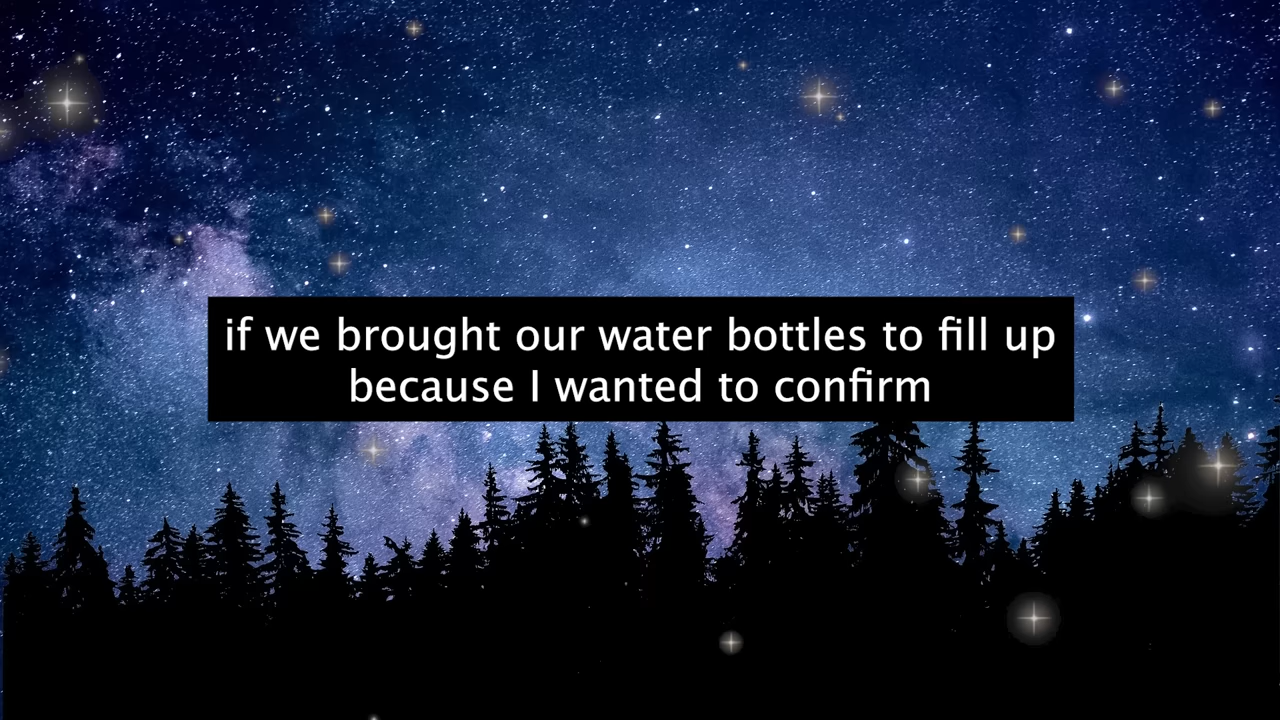 if we brought our water bottles to fill up
because I wanted to confirm